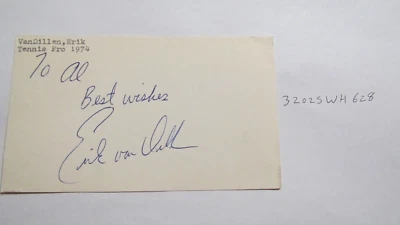 VanDillen,Erik
Tennis Pro 1974
To Al
Best wishes
3202SWH628
Erik van Dillen